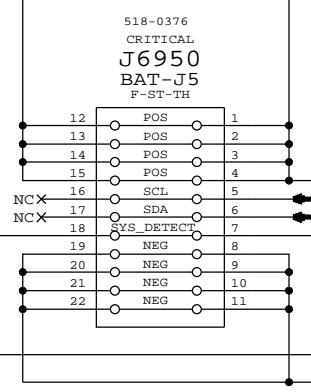 518-0376
CRITICAL
J6950
BAT-J5
F-ST-TH
12 POS 1
13 POS 2
14 POS 3
15 POS 4
NC 16 SCL 5
NC 17 SDA 6
18 SYS_DETECT 7
19 NEG 8
20 NEG 9
21 NEG 10
22 NEG 11